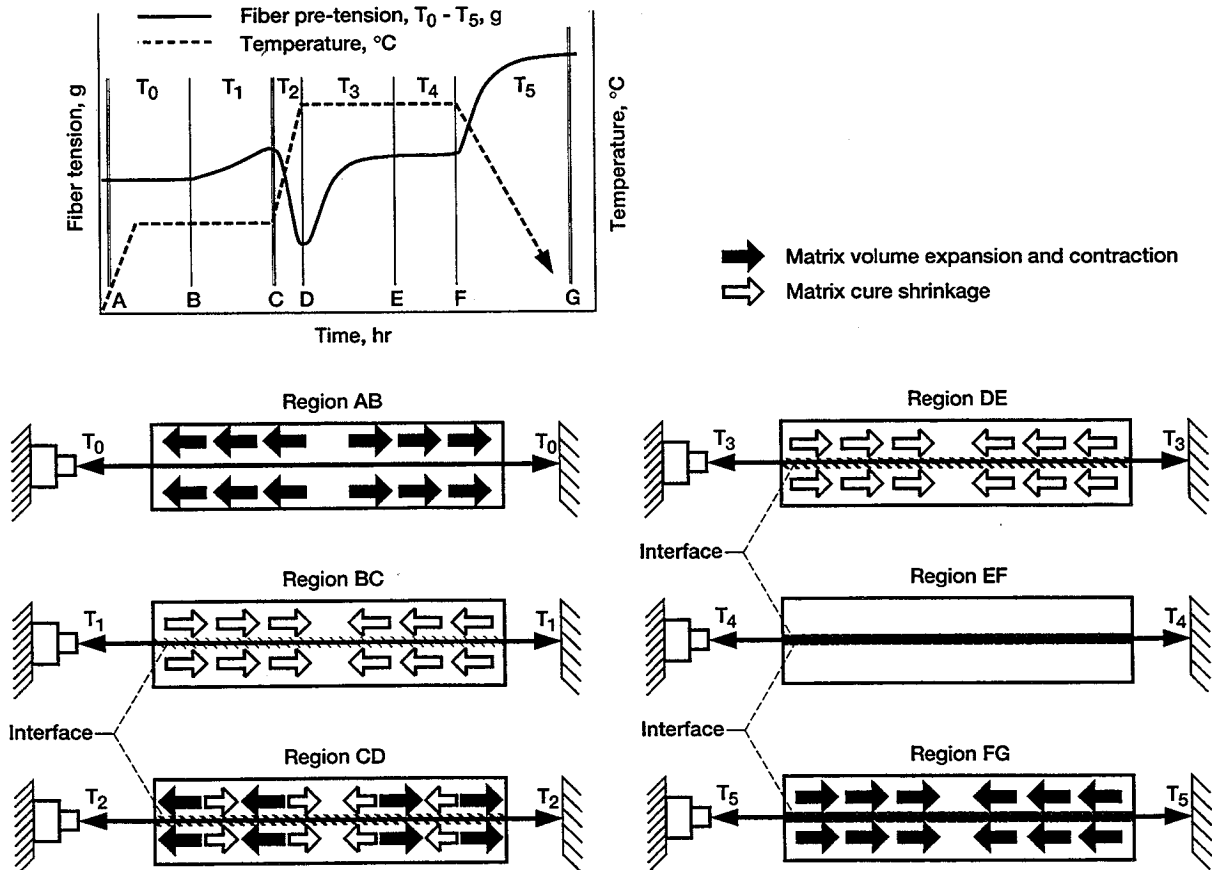 Fiber pre-tension, T0 - T5, g
Temperature, °C
T0 T1 T2 T3 T4 T5
Fiber tension, g
Temperature, °C
A B C D E F G
Time, hr
Matrix volume expansion and contraction
Matrix cure shrinkage
Region AB
T0 T0
Region DE
T3 T3
Interface
Region BC
T1 T1
Region EF
T4 T4
Interface
Interface
Region CD
T2 T2
Region FG
T5 T5